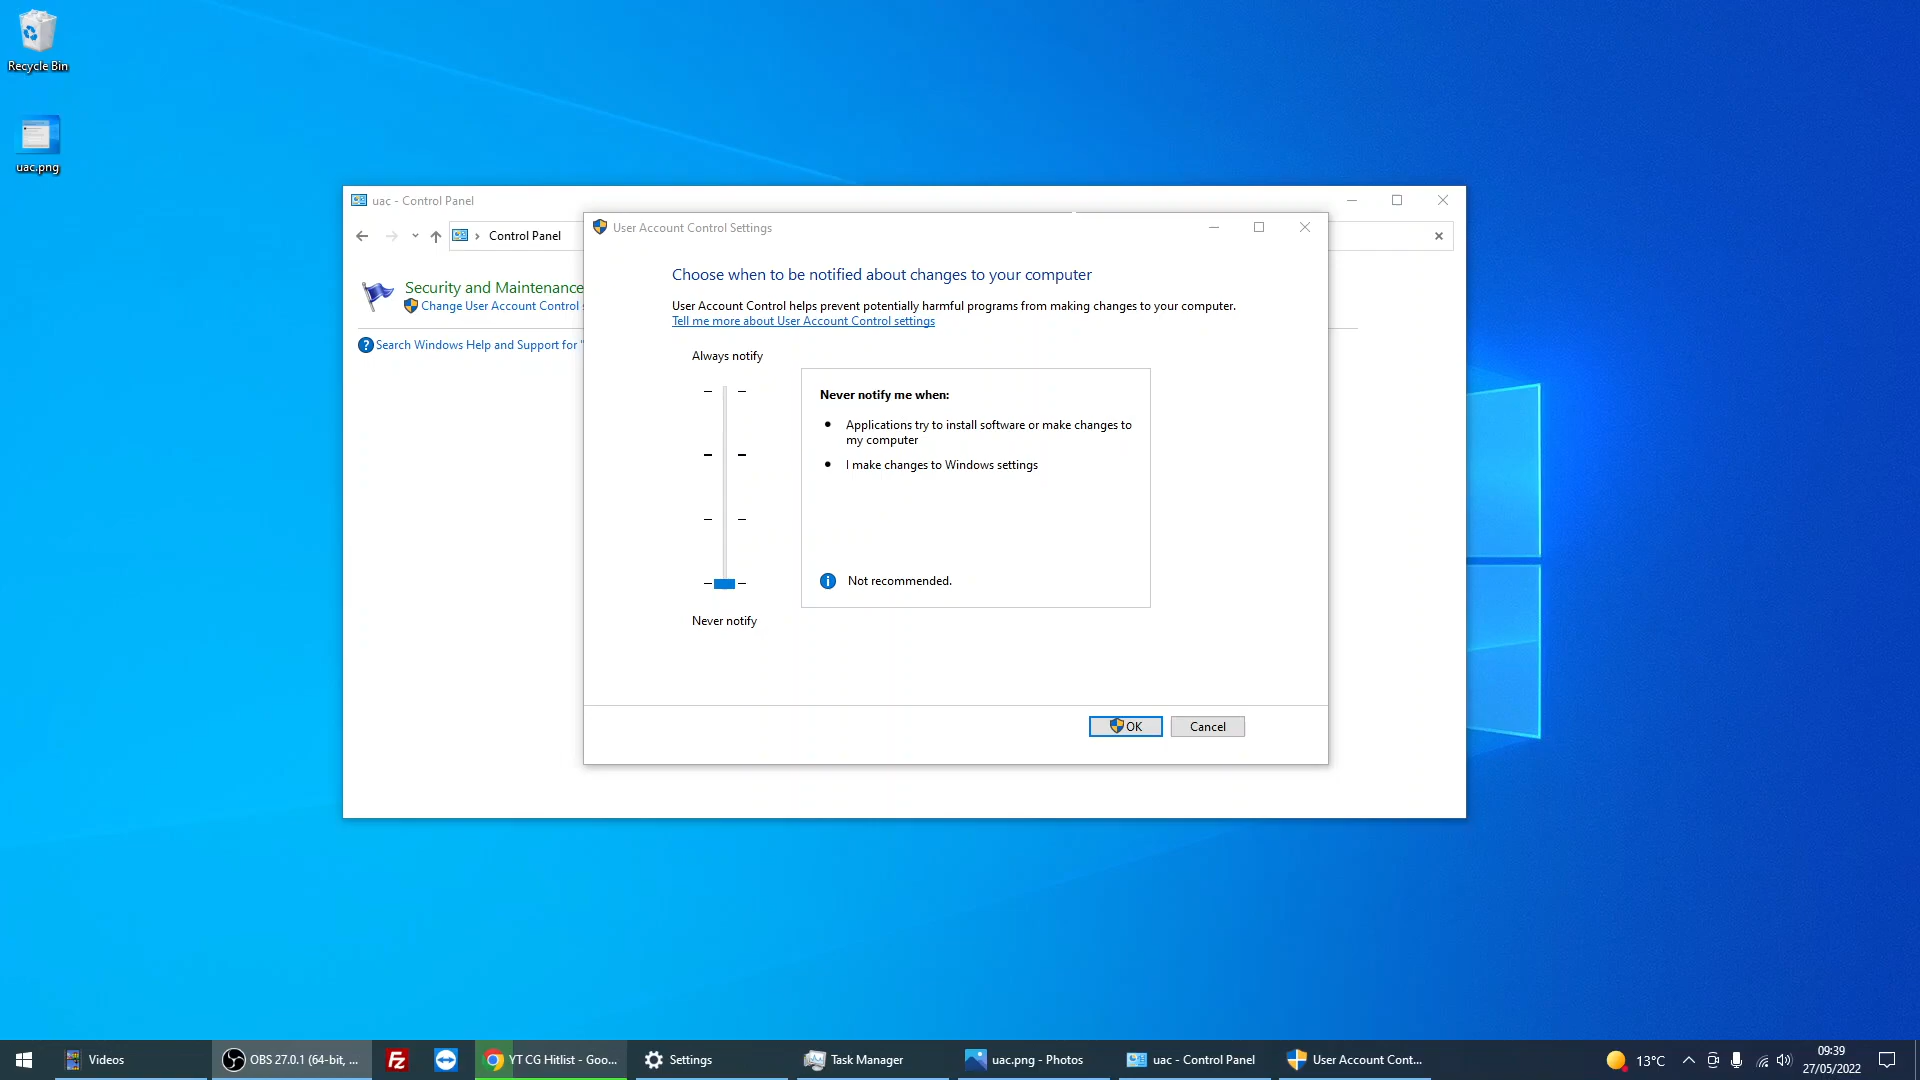 Recycle Bin
uac.png
uac - Control Panel
Control Panel
Security and Maintenance
Change User Account Control
Search Windows Help and Support for "
User Account Control Settings
Choose when to be notified about changes to your computer
User Account Control helps prevent potentially harmful programs from making changes to your computer.
Tell me more about User Account Control settings
Always notify
Never notify me when:
Applications try to install software or make changes to
my computer
I make changes to Windows settings
Not recommended.
Never notify
OK
Cancel
Videos
OBS 27.0.1 (64-bit, ...
FZ
YT CG Hitlist - Goo...
Settings
Task Manager
uac.png - Photos
uac - Control Panel
User Account Cont...
13°C
09:39
27/05/2022